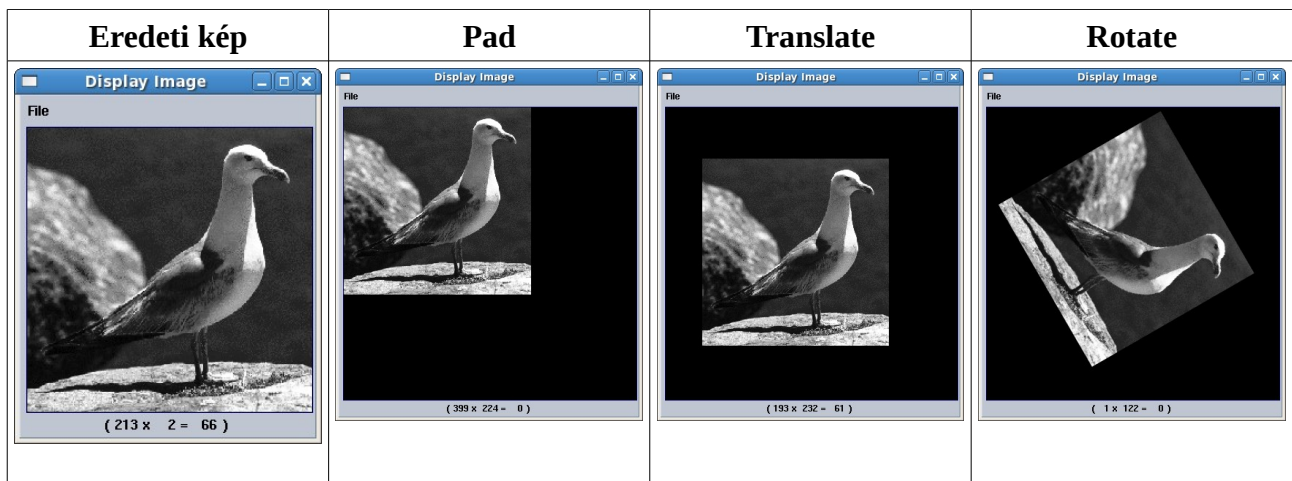 Eredeti kép
Pad
Translate
Rotate
Display Image
File
( 213 x 2 = 66 )
Display Image
File
( 399 x 224 = 0 )
Display Image
File
( 193 x 232 = 61 )
Display Image
File
( 1 x 122 = 0 )